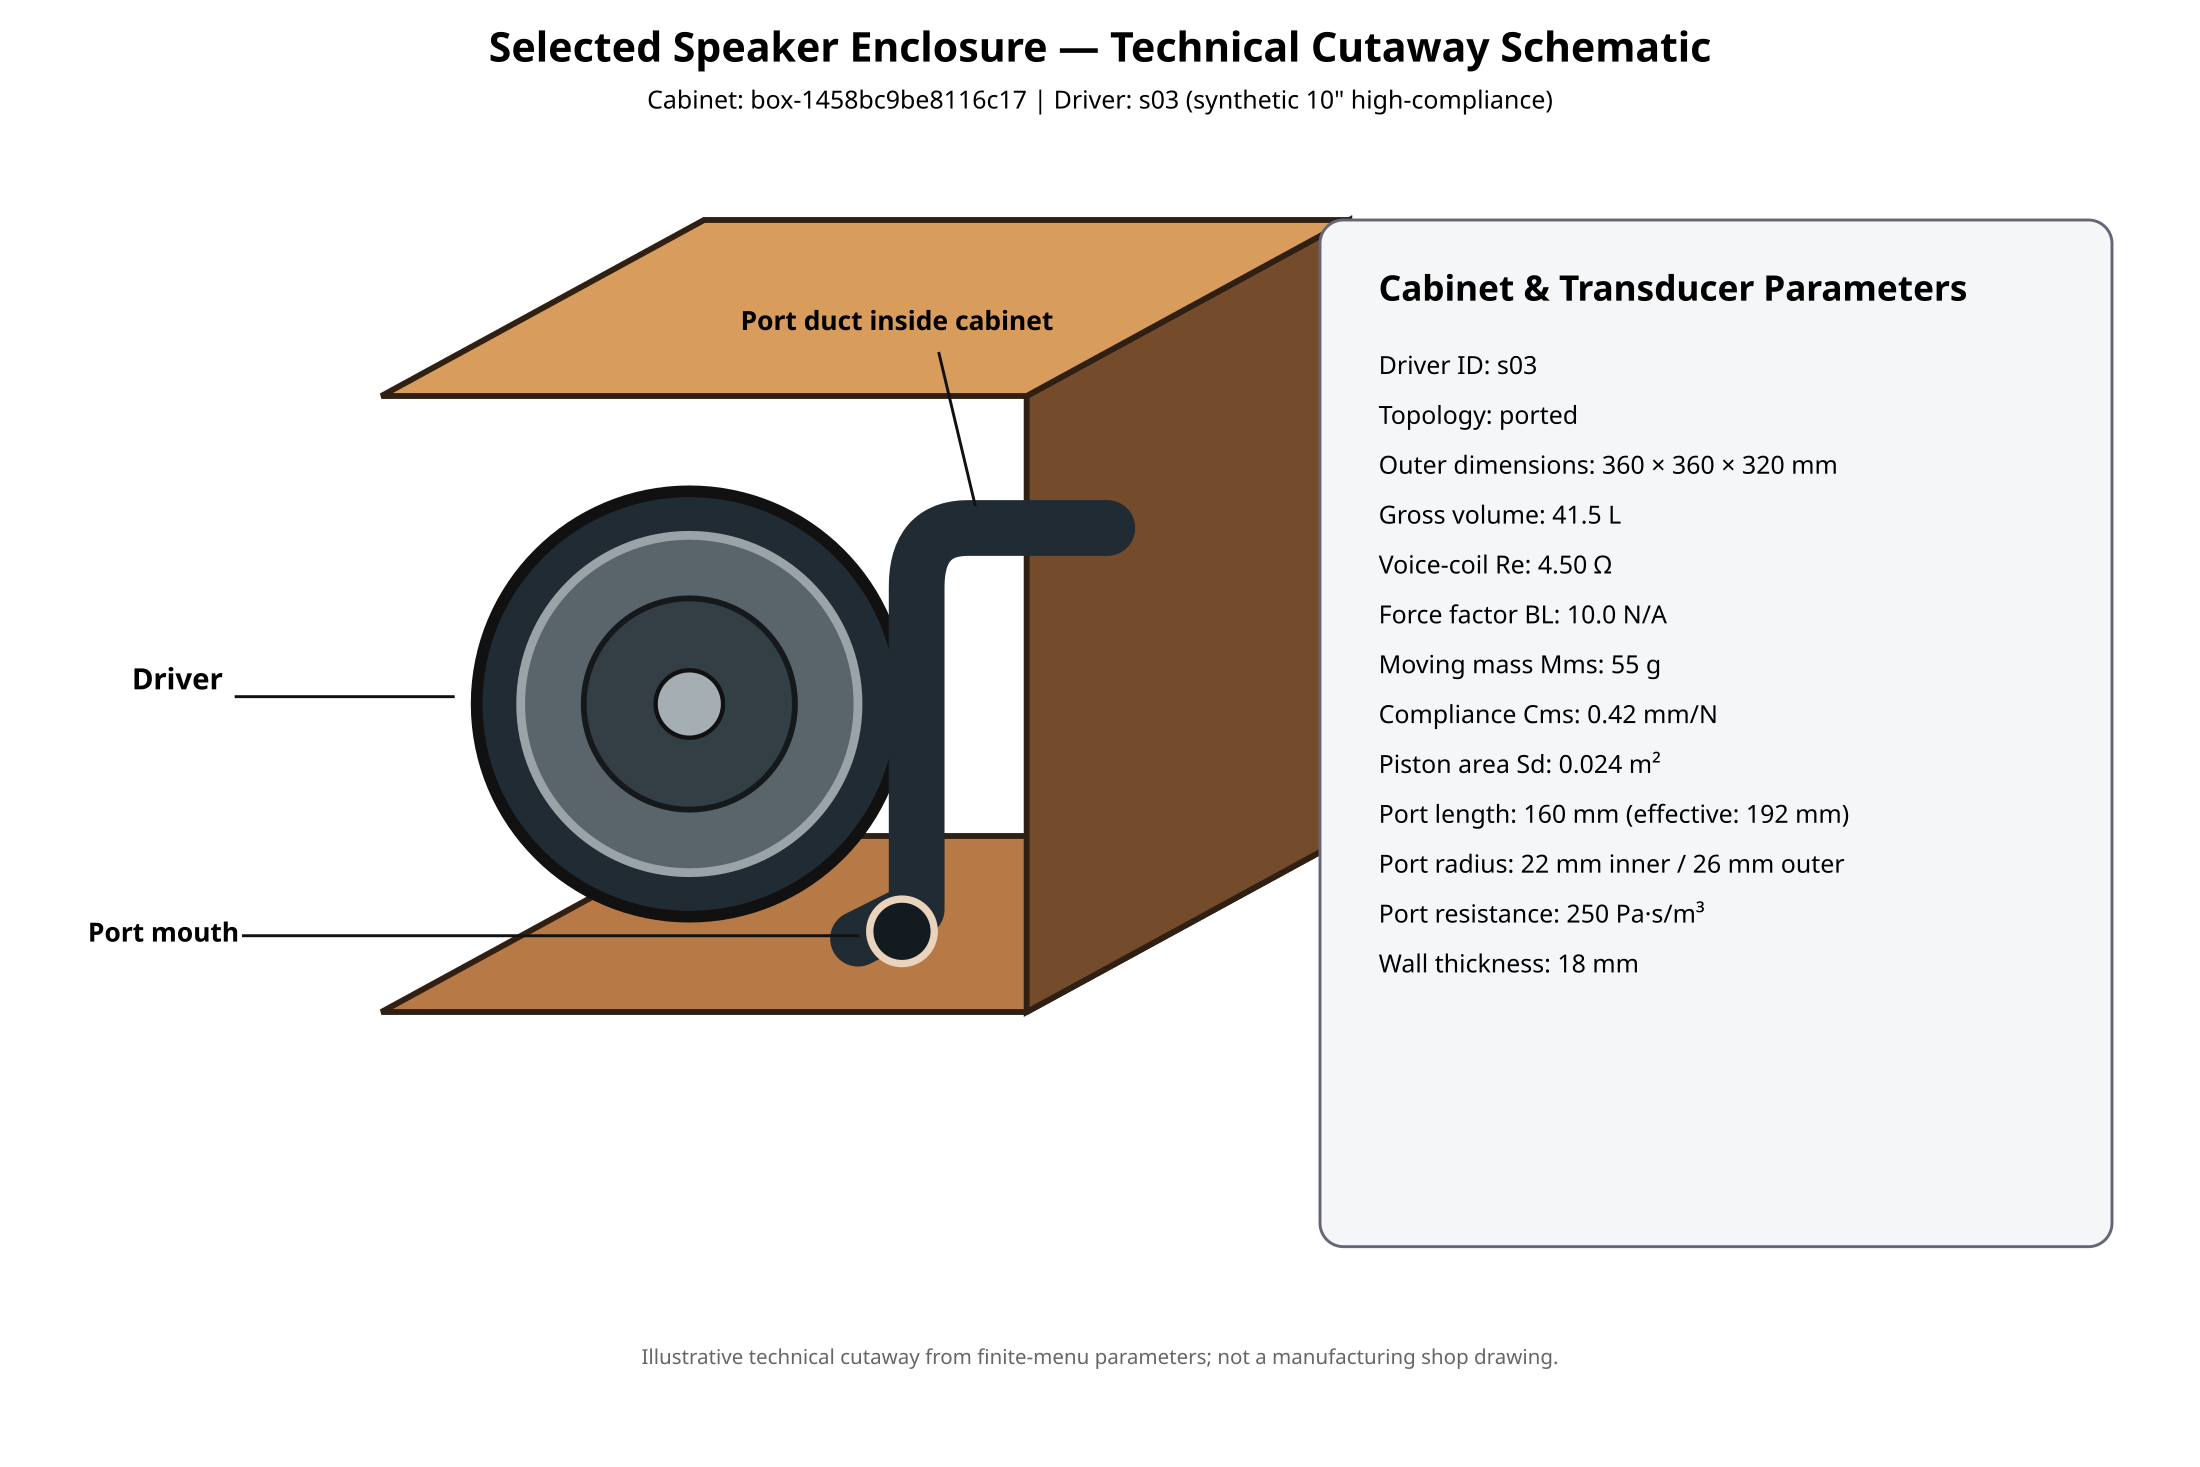 Selected Speaker Enclosure — Technical Cutaway Schematic
Cabinet: box-1458bc9be8116c17 | Driver: s03 (synthetic 10" high-compliance)
Port duct inside cabinet
Driver
Port mouth
Cabinet & Transducer Parameters
Driver ID: s03
Topology: ported
Outer dimensions: 360 × 360 × 320 mm
Gross volume: 41.5 L
Voice-coil Re: 4.50 Ω
Force factor BL: 10.0 N/A
Moving mass Mms: 55 g
Compliance Cms: 0.42 mm/N
Piston area Sd: 0.024 m²
Port length: 160 mm (effective: 192 mm)
Port radius: 22 mm inner / 26 mm outer
Port resistance: 250 Pa·s/m³
Wall thickness: 18 mm
Illustrative technical cutaway from finite-menu parameters; not a manufacturing shop drawing.